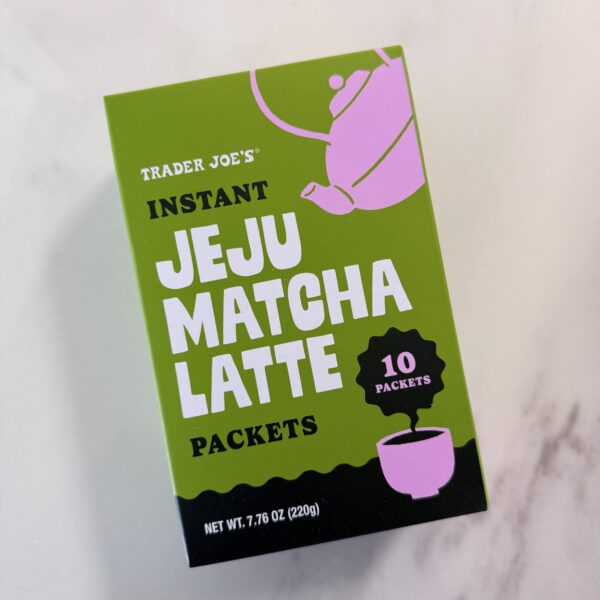 TRADER JOE'S®
INSTANT
JEJU
MATCHA
LATTE
PACKETS
10
PACKETS
NET WT. 7.76 OZ (220g)